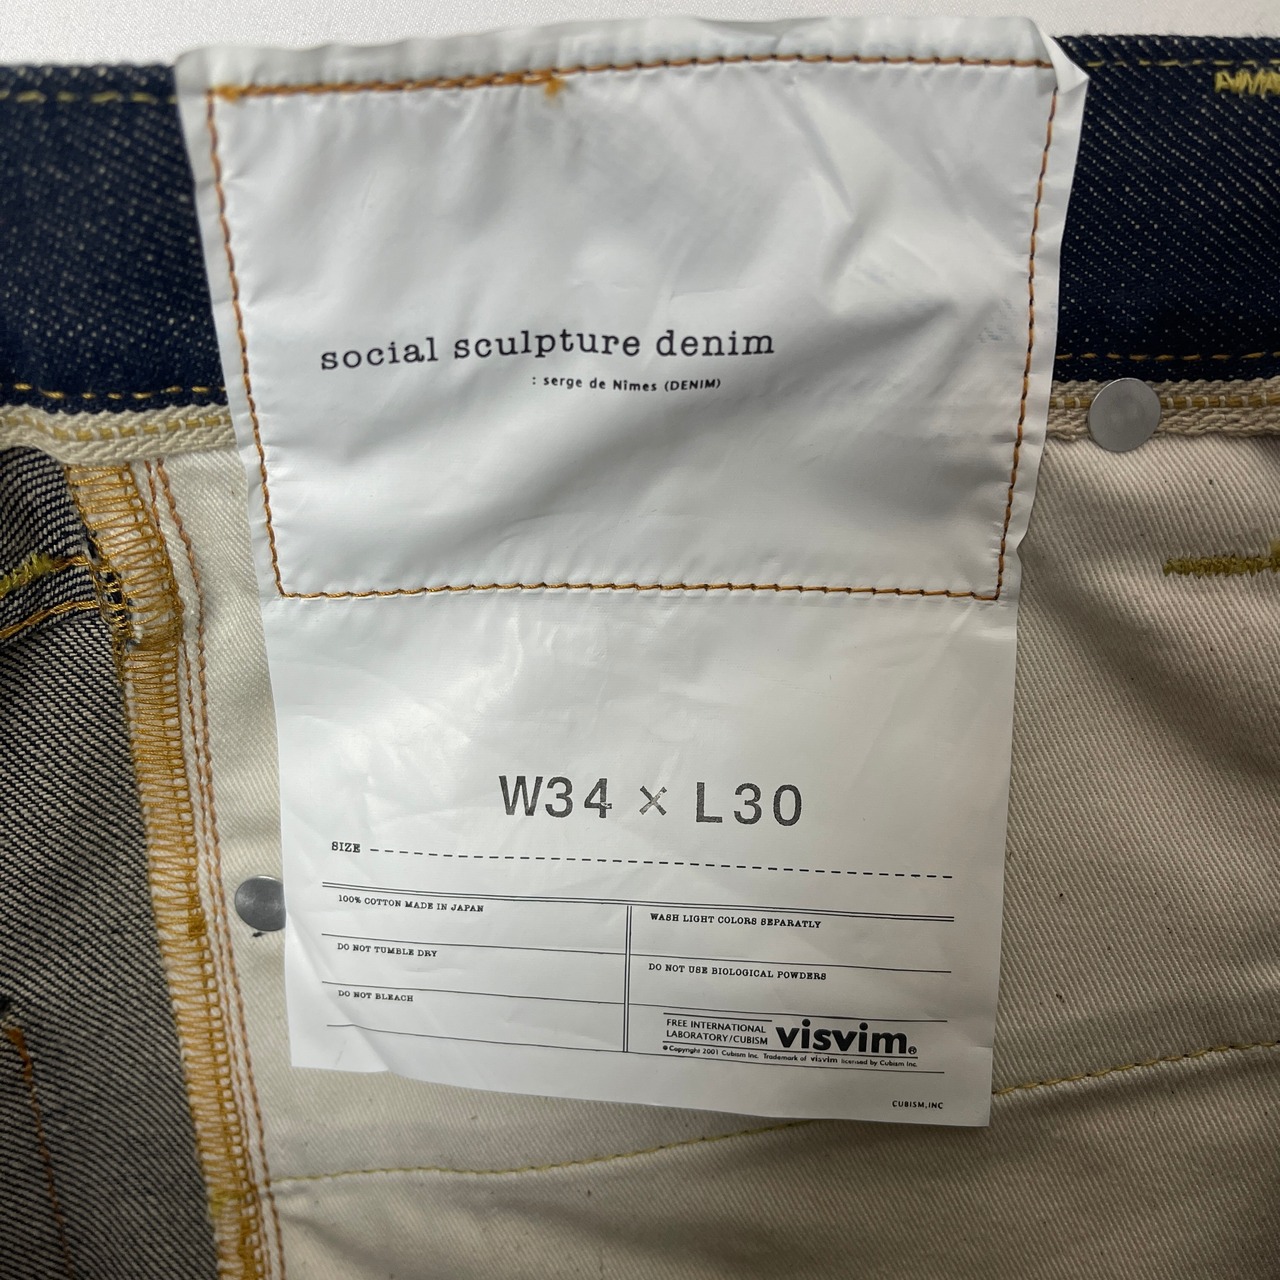 social sculpture denim
: serge de Nîmes (DENIM)
W34 × L30
SIZE
100% COTTON MADE IN JAPAN
DO NOT TUMBLE DRY
DO NOT BLEACH
WASH LIGHT COLORS SEPARATLY
DO NOT USE BIOLOGICAL POWDERS
FREE INTERNATIONAL
LABORATORY/CUBISM
visvim®
©Copyright 2001 Cubism Inc. Trademark of visvim licensed by Cubism Inc.
CUBISM,INC